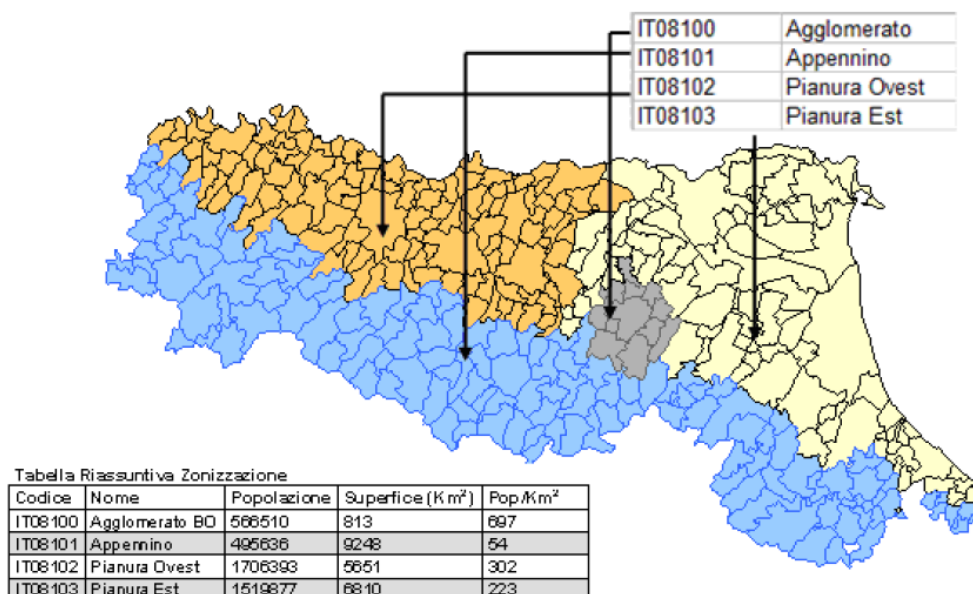 IT08100 Agglomerato
IT08101 Appennino
IT08102 Pianura Ovest
IT08103 Pianura Est
Tabella Riassuntiva Zonizzazione
Codice Nome Popolazione Superfice (Km²) Pop/Km²
IT08100 Agglomerato BO 566510 813 697
IT08101 Appennino 495636 9248 54
IT08102 Pianura Ovest 1706393 5651 302
IT08103 Pianura Est 1519877 6810 223